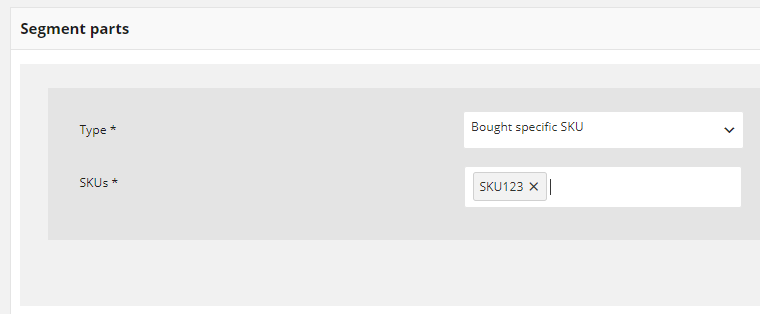 Segment parts
Type *
Bought specific SKU
SKUs *
SKU123 ×